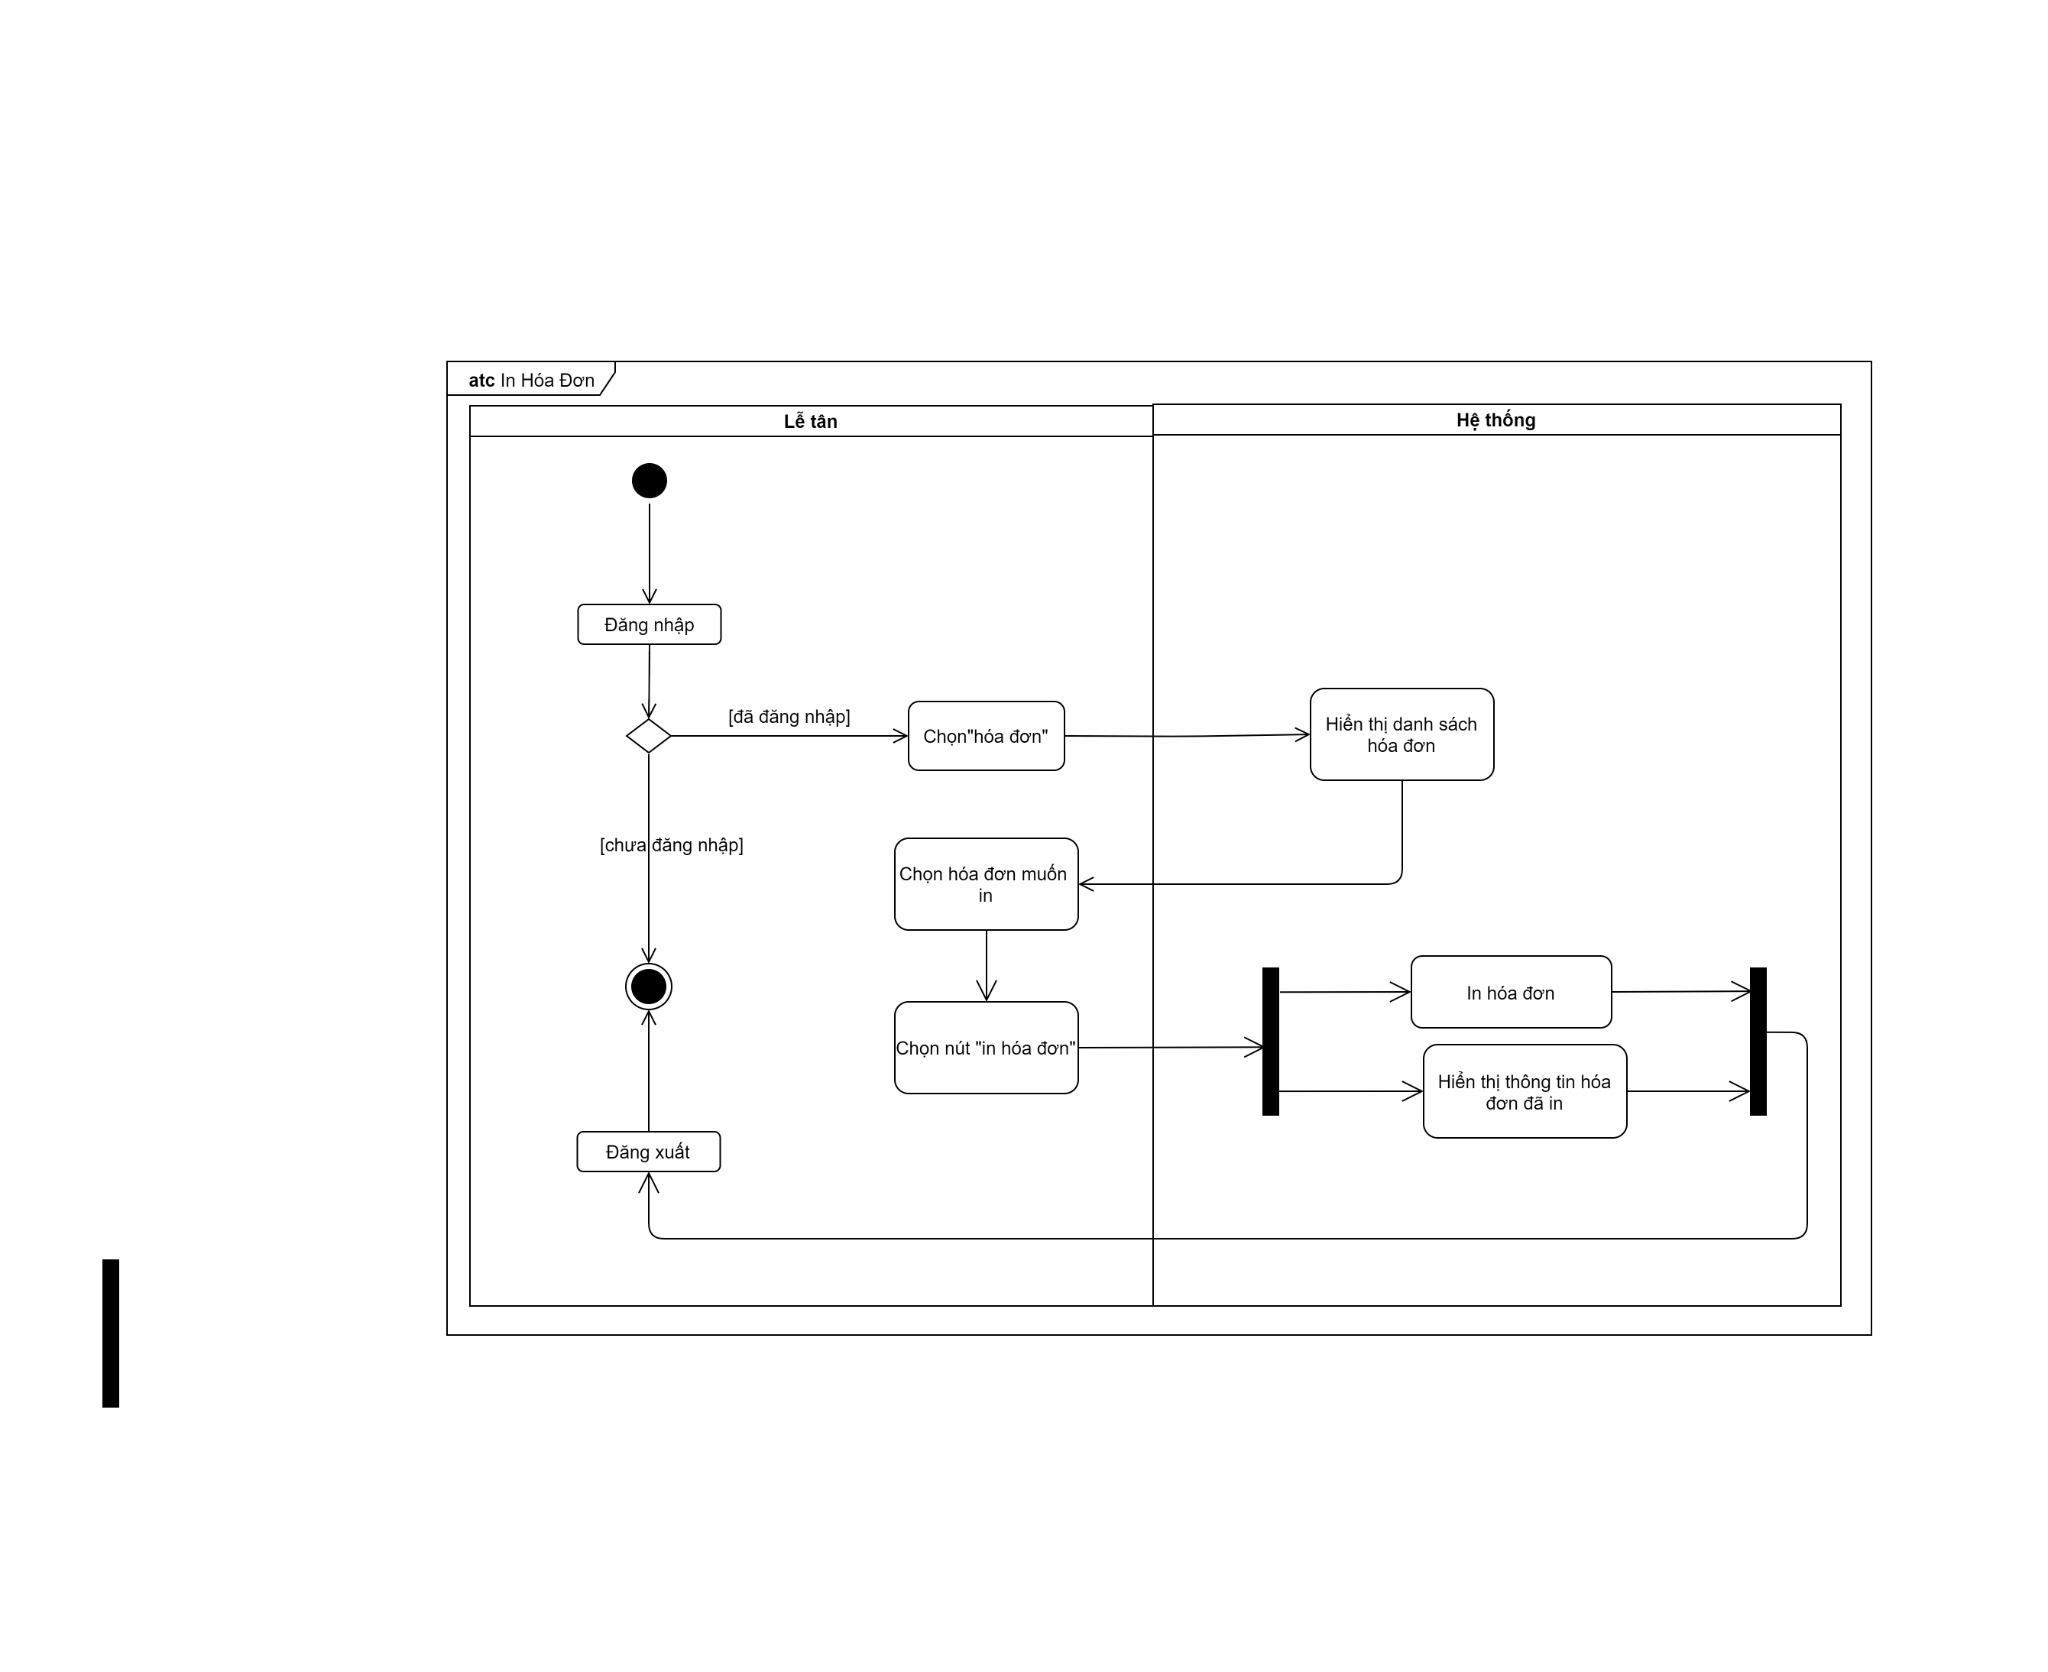 atc In Hóa Đơn
Lễ tân
Hệ thống
Đăng nhập
[đã đăng nhập]
Chọn"hóa đơn"
Hiển thị danh sách
hóa đơn
[chưa đăng nhập]
Chọn hóa đơn muốn
in
In hóa đơn
Chọn nút "in hóa đơn"
Hiển thị thông tin hóa
đơn đã in
Đăng xuất